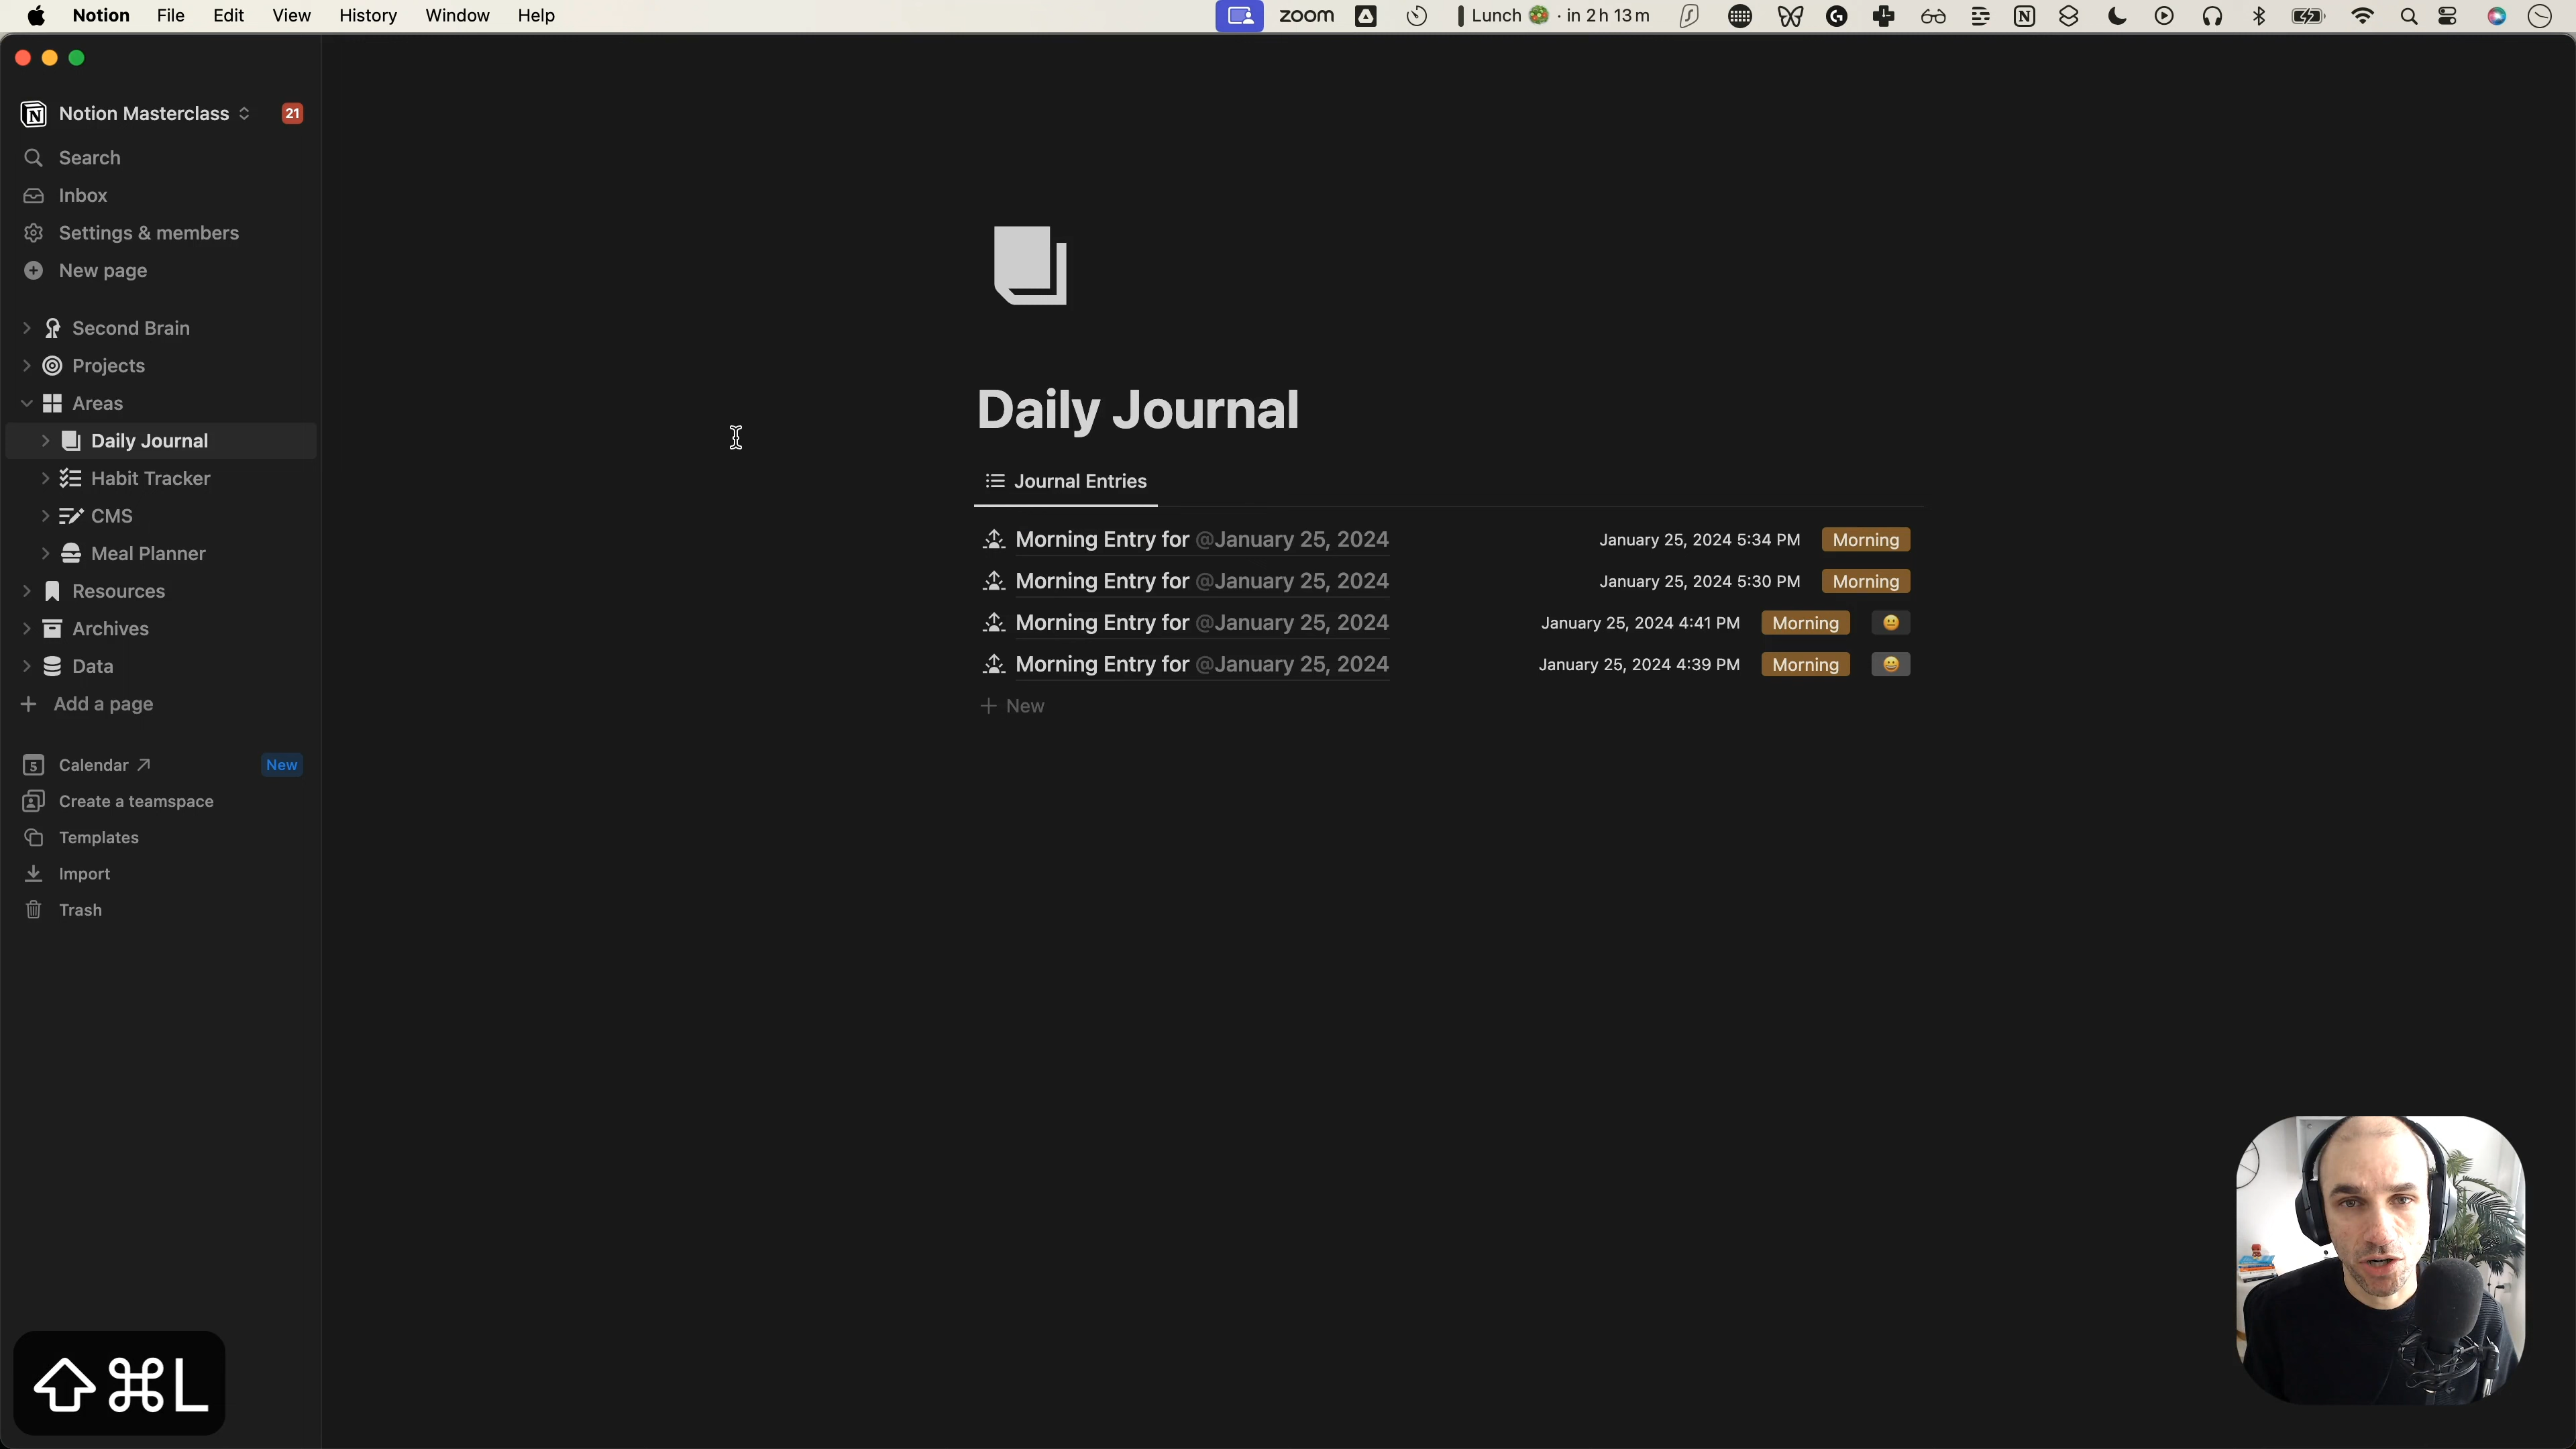 Notion File Edit View History Window Help zoom Lunch 🥗 · in 2 h 13 m
Notion Masterclass 21
Search
Inbox
Settings & members
New page
Second Brain
Projects
Areas
Daily Journal
Habit Tracker
CMS
Meal Planner
Resources
Archives
Data
Add a page
5 Calendar ↗ New
Create a teamspace
Templates
Import
Trash
Daily Journal
Journal Entries
Morning Entry for @January 25, 2024 January 25, 2024 5:34 PM Morning
Morning Entry for @January 25, 2024 January 25, 2024 5:30 PM Morning
Morning Entry for @January 25, 2024 January 25, 2024 4:41 PM Morning 😐
Morning Entry for @January 25, 2024 January 25, 2024 4:39 PM Morning 😀
+ New
⇧⌘L